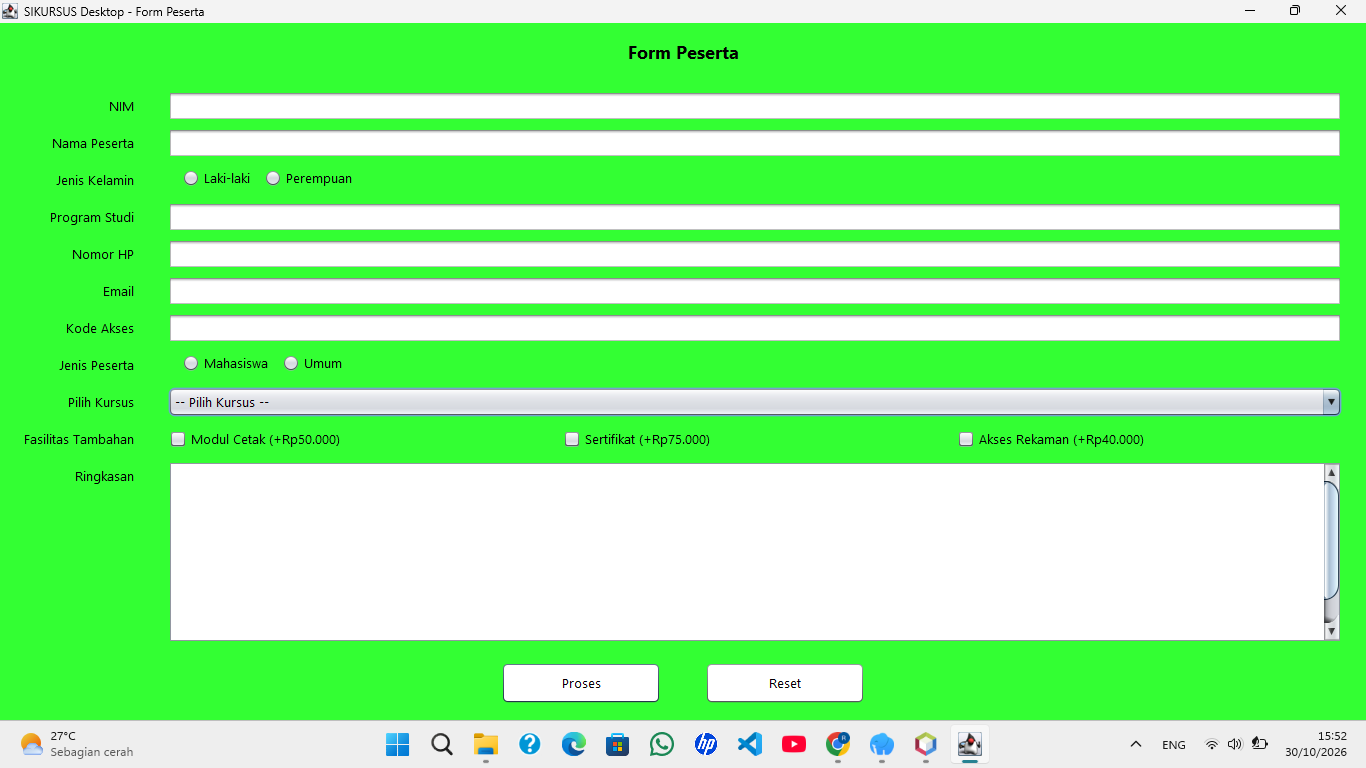 SIKURSUS Desktop - Form Peserta
Form Peserta
NIM
Nama Peserta
Jenis Kelamin Laki-laki Perempuan
Program Studi
Nomor HP
Email
Kode Akses
Jenis Peserta Mahasiswa Umum
Pilih Kursus -- Pilih Kursus --
Fasilitas Tambahan Modul Cetak (+Rp50.000) Sertifikat (+Rp75.000) Akses Rekaman (+Rp40.000)
Ringkasan
Proses Reset
27°C
Sebagian cerah
ENG
15:52
30/10/2026